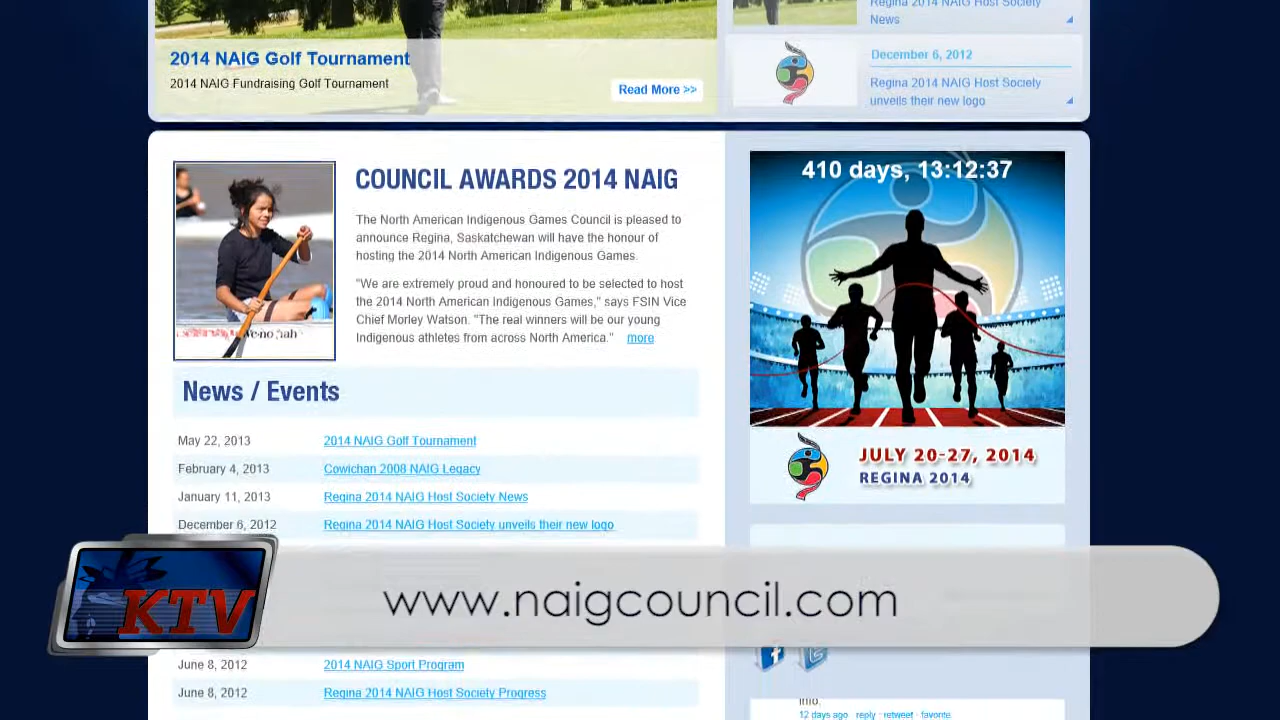 2014 NAIG Golf Tournament
2014 NAIG Fundraising Golf Tournament
Read More >>
Regina 2014 NAIG Host Society
News
December 6, 2012
Regina 2014 NAIG Host Society
unveils their new logo
COUNCIL AWARDS 2014 NAIG
The North American Indigenous Games Council is pleased to
announce Regina, Saskatchewan will have the honour of
hosting the 2014 North American Indigenous Games.
"We are extremely proud and honoured to be selected to host
the 2014 North American Indigenous Games," says FSIN Vice
Chief Morley Watson. "The real winners will be our young
Indigenous athletes from across North America." more
410 days, 13:12:37
JULY 20-27, 2014
REGINA 2014
News / Events
May 22, 2013 2014 NAIG Golf Tournament
February 4, 2013 Cowichan 2008 NAIG Legacy
January 11, 2013 Regina 2014 NAIG Host Society News
December 6, 2012 Regina 2014 NAIG Host Society unveils their new logo
KTV
www.naigcouncil.com
June 8, 2012 2014 NAIG Sport Program
June 8, 2012 Regina 2014 NAIG Host Society Progress
info.
12 days ago · reply · retweet · favorite